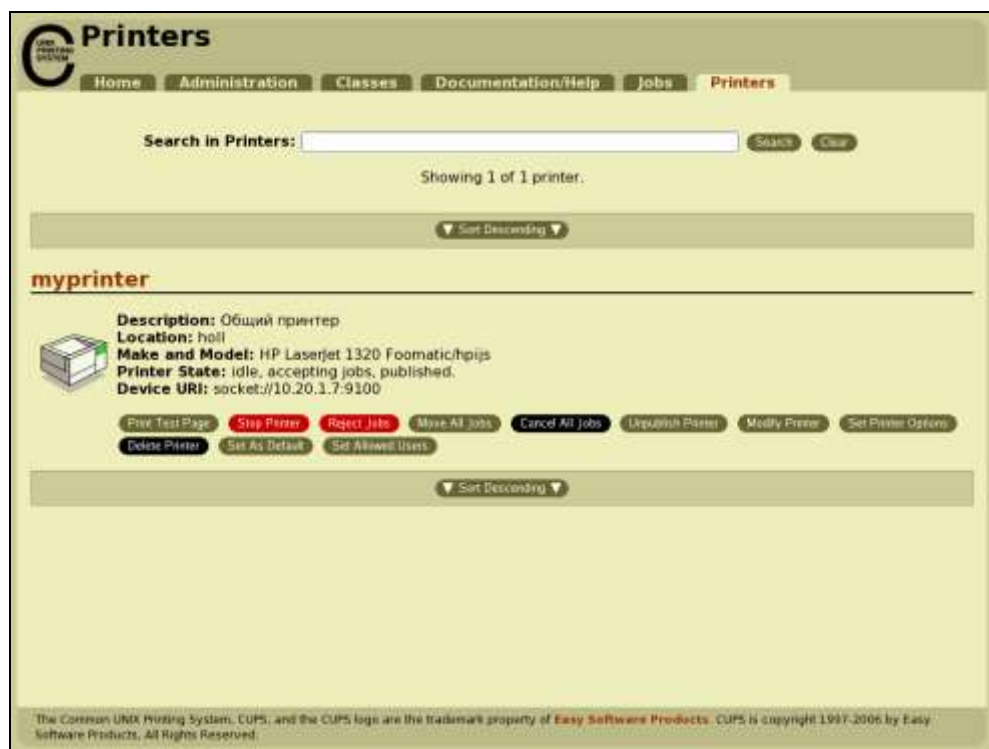 UNIX PRINTING SYSTEM
Printers
Home Administration Classes Documentation/Help Jobs Printers
Search in Printers: Search Clear
Showing 1 of 1 printer.
▼ Sort Descending ▼
myprinter
Description: Общий принтер
Location: holl
Make and Model: HP LaserJet 1320 Foomatic/hpijs
Printer State: idle, accepting jobs, published.
Device URI: socket://10.20.1.7:9100
Print Test Page Stop Printer Reject Jobs Move All Jobs Cancel All Jobs Unpublish Printer Modify Printer Set Printer Options
Delete Printer Set As Default Set Allowed Users
▼ Sort Descending ▼
The Common UNIX Printing System, CUPS, and the CUPS logo are the trademark property of Easy Software Products. CUPS is copyright 1997-2006 by Easy
Software Products, All Rights Reserved.